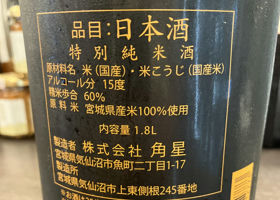 品目：日本酒
特別純米酒
原材料名 米（国産）・米こうじ（国産米）
アルコール分 15度
精米歩合 60%
原料米 宮城県産米100%使用
内容量 1.8L
製造者 株式会社 角星
宮城県気仙沼市魚町二丁目1-17
製造所
宮城県気仙沼市上東側根245番地